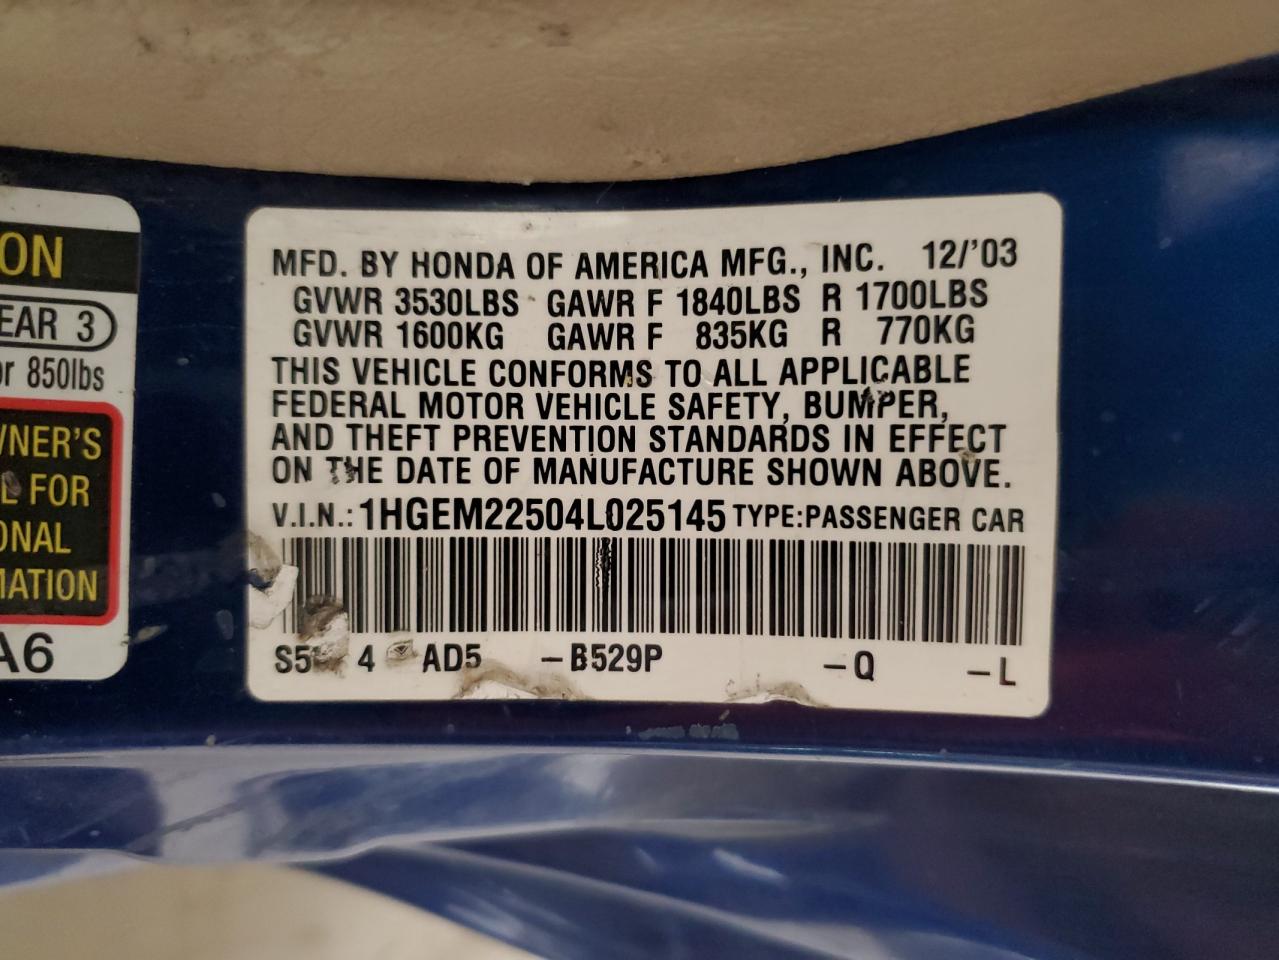 ON
EAR 3
or 850lbs
WNER'S
L FOR
ONAL
MATION
A6
MFD. BY HONDA OF AMERICA MFG., INC. 12/'03
GVWR 3530LBS GAWR F 1840LBS R 1700LBS
GVWR 1600KG GAWR F 835KG R 770KG
THIS VEHICLE CONFORMS TO ALL APPLICABLE
FEDERAL MOTOR VEHICLE SAFETY, BUMPER,
AND THEFT PREVENTION STANDARDS IN EFFECT
ON THE DATE OF MANUFACTURE SHOWN ABOVE.
V.I.N.: 1HGEM22504L025145 TYPE:PASSENGER CAR
4 AD5 -B529P -Q -L